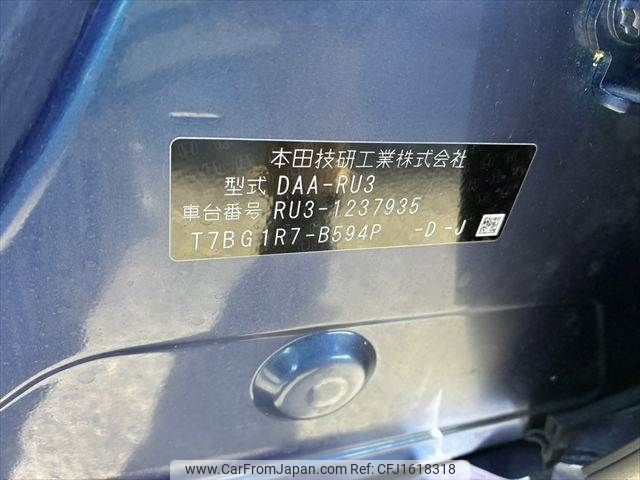 本田技研工業株式会社
型式 DAA-RU3
車台番号 RU3-1237935
T7BG1R7-B594P -D-J
www.CarFromJapan.com | Ref No: CFJ1618318